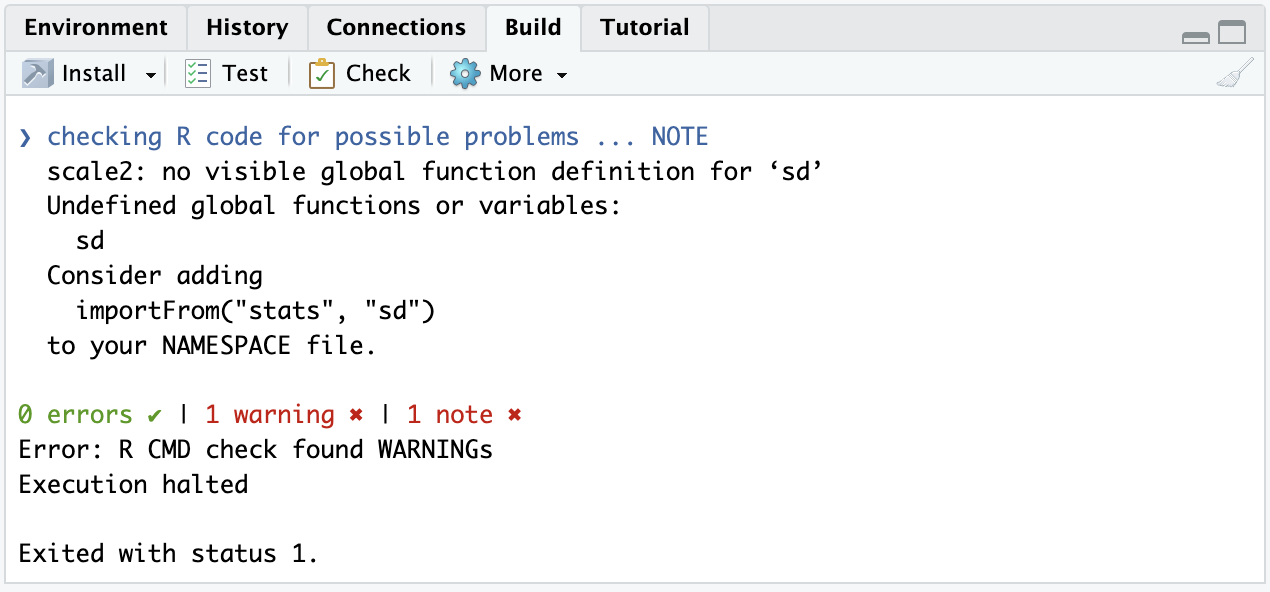 Environment History Connections Build Tutorial
Install Test Check More
❯ checking R code for possible problems ... NOTE
  scale2: no visible global function definition for ‘sd’
  Undefined global functions or variables:
    sd
  Consider adding
    importFrom("stats", "sd")
  to your NAMESPACE file.

0 errors ✔ | 1 warning ✖ | 1 note ✖
Error: R CMD check found WARNINGs
Execution halted

Exited with status 1.